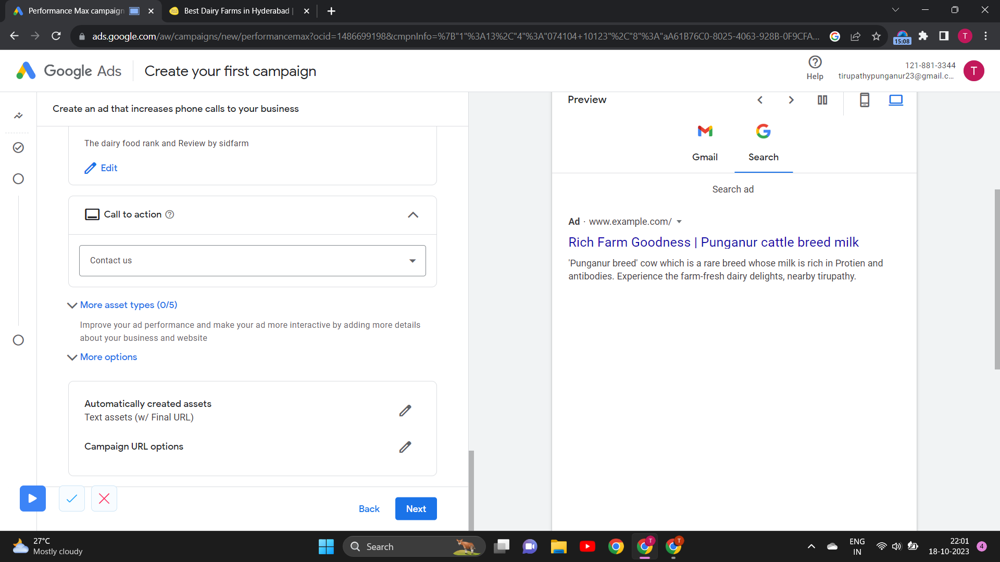 Performance Max campaign
Best Dairy Farms in Hyderabad |
ads.google.com/aw/campaigns/new/performancemax?ocid=1486699198&cmpnInfo=%7B"1"%3A13%2C"4"%3A"074104+10123"%2C"8"%3A"aA61B76C0-8025-4063-928B-0F9CFA...
15:08
T
Google Ads
Create your first campaign
Help
121-881-3344
tirupathypunganur23@gmail.c...
T
Create an ad that increases phone calls to your business
The dairy food rank and Review by sidfarm
Edit
Call to action
Contact us
More asset types (0/5)
Improve your ad performance and make your ad more interactive by adding more details
about your business and website
More options
Automatically created assets
Text assets (w/ Final URL)
Campaign URL options
Back
Next
Preview
Gmail
Search
Search ad
Ad · www.example.com/
Rich Farm Goodness | Punganur cattle breed milk
'Punganur breed' cow which is a rare breed whose milk is rich in Protien and
antibodies. Experience the farm-fresh dairy delights, nearby tirupathy.
27°C
Mostly cloudy
Search
T
T
ENG
IN
22:01
18-10-2023
4